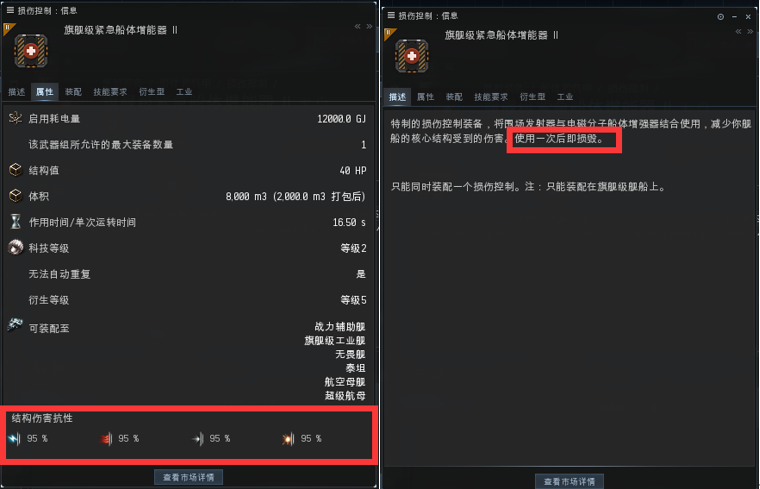 损伤控制：信息
旗舰级紧急船体增能器 II
描述 属性 装配 技能要求 衍生型 工业
启用耗电量 12000.0 GJ
该武器组所允许的最大装备数量 1
结构值 40 HP
体积 8,000 m3 (2,000.0 m3 打包后)
作用时间/单次运转时间 16.50 s
科技等级 等级2
无法自动重复 是
衍生等级 等级5
可装配至 战力辅助舰
旗舰级工业舰
无畏舰
泰坦
航空母舰
超级航母
结构伤害抗性
95 % 95 % 95 % 95 %
查看市场详情
损伤控制：信息
旗舰级紧急船体增能器 II
描述 属性 装配 技能要求 衍生型 工业
特制的损伤控制装备，将围场发射器与电磁分子船体增强器结合使用，减少你舰
船的核心结构受到的伤害。使用一次后即损毁。
只能同时装配一个损伤控制。注：只能装配在旗舰级舰船上。
查看市场详情